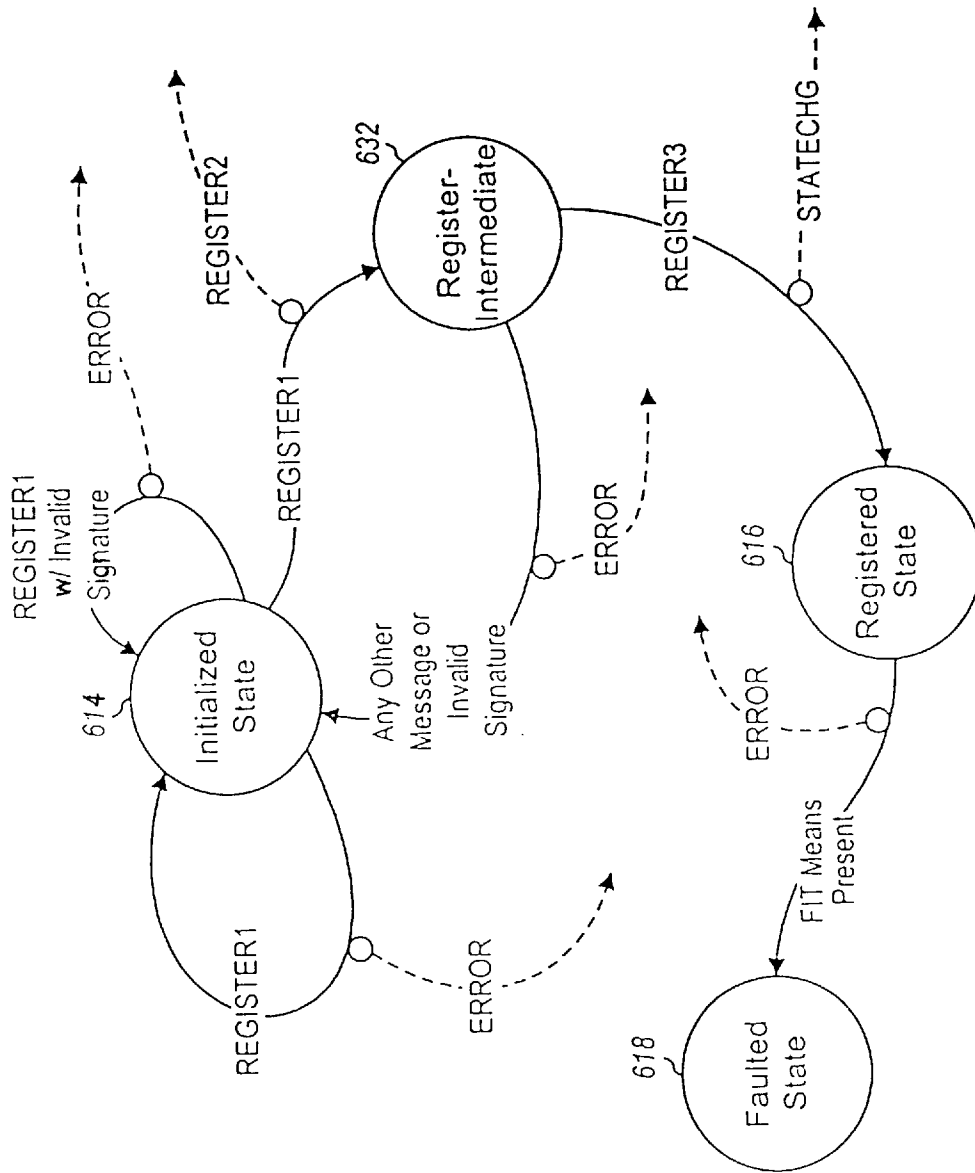 REGISTER1
w/ Invalid
Signature
614
ERROR
Initialized
State
REGISTER2
REGISTER1
REGISTER1
632
Any Other
Message or
Invalid
Signature
Register-
Intermediate
ERROR
ERROR
618
REGISTER3
616
ERROR
Faulted
State
FIT Means
Present
STATECHG
Registered
State